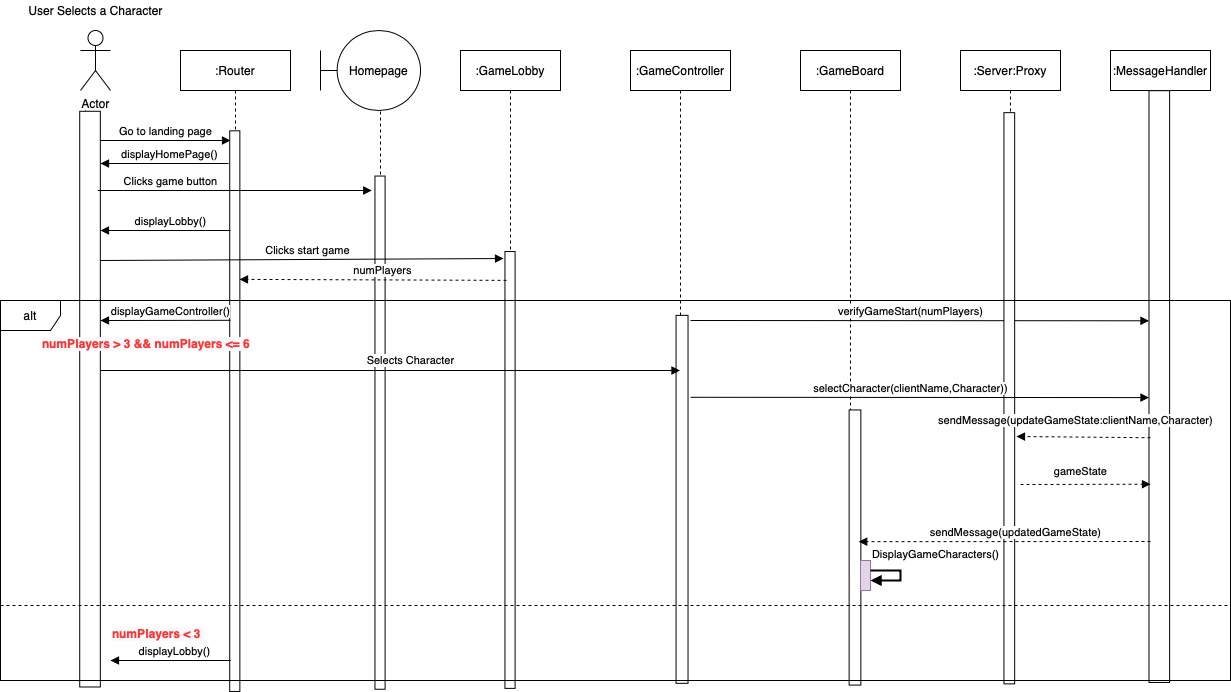 User Selects a Character
Actor
:Router
Homepage
:GameLobby
:GameController
:GameBoard
:Server:Proxy
:MessageHandler
Go to landing page
displayHomePage()
Clicks game button
displayLobby()
Clicks start game
numPlayers
alt
displayGameController()
verifyGameStart(numPlayers)
numPlayers > 3 && numPlayers <= 6
Selects Character
selectCharacter(clientName,Character))
sendMessage(updateGameState:clientName,Character)
gameState
sendMessage(updatedGameState)
DisplayGameCharacters()
numPlayers < 3
displayLobby()